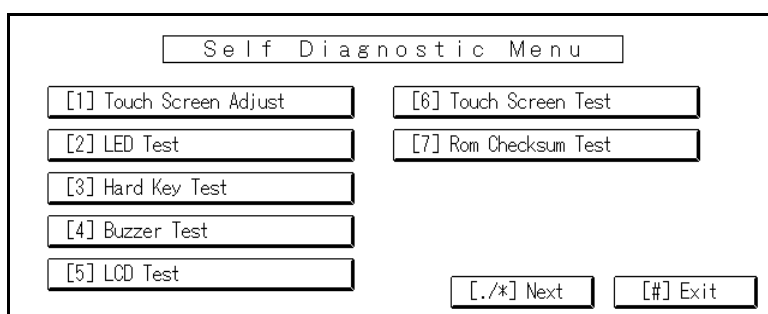 Self Diagnostic Menu
[1] Touch Screen Adjust
[2] LED Test
[3] Hard Key Test
[4] Buzzer Test
[5] LCD Test
[6] Touch Screen Test
[7] Rom Checksum Test
[./*] Next
[#] Exit